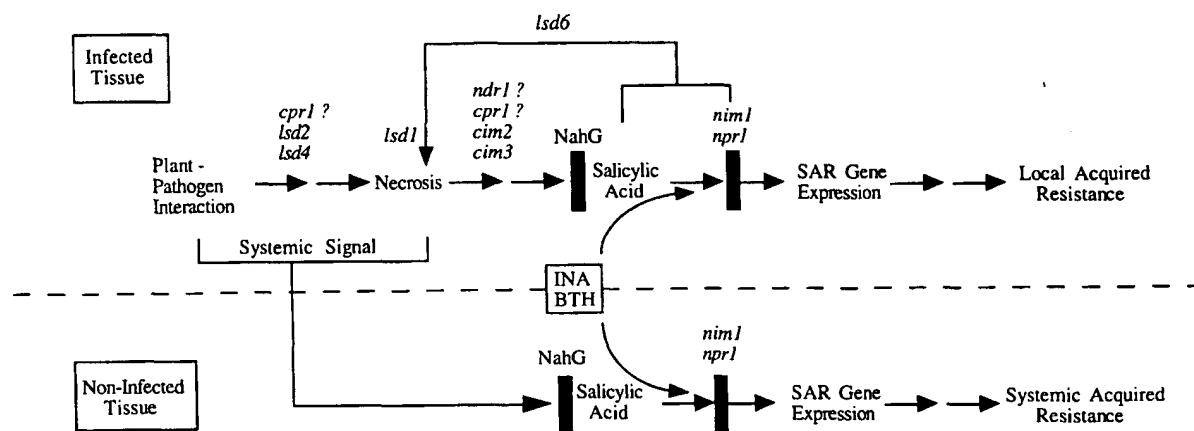 lsd6
Infected
Tissue
ndr1 ?
cpr1 ?
cim2
cim3
cpr1 ?
lsd2
lsd4
lsd1
nim1
npr1
NahG
Plant -
Pathogen
Interaction
Necrosis
Salicylic
Acid
SAR Gene
Expression
Local Acquired
Resistance
Systemic Signal
INA
BTH
nim1
npr1
NahG
Non-Infected
Tissue
Salicylic
Acid
SAR Gene
Expression
Systemic Acquired
Resistance